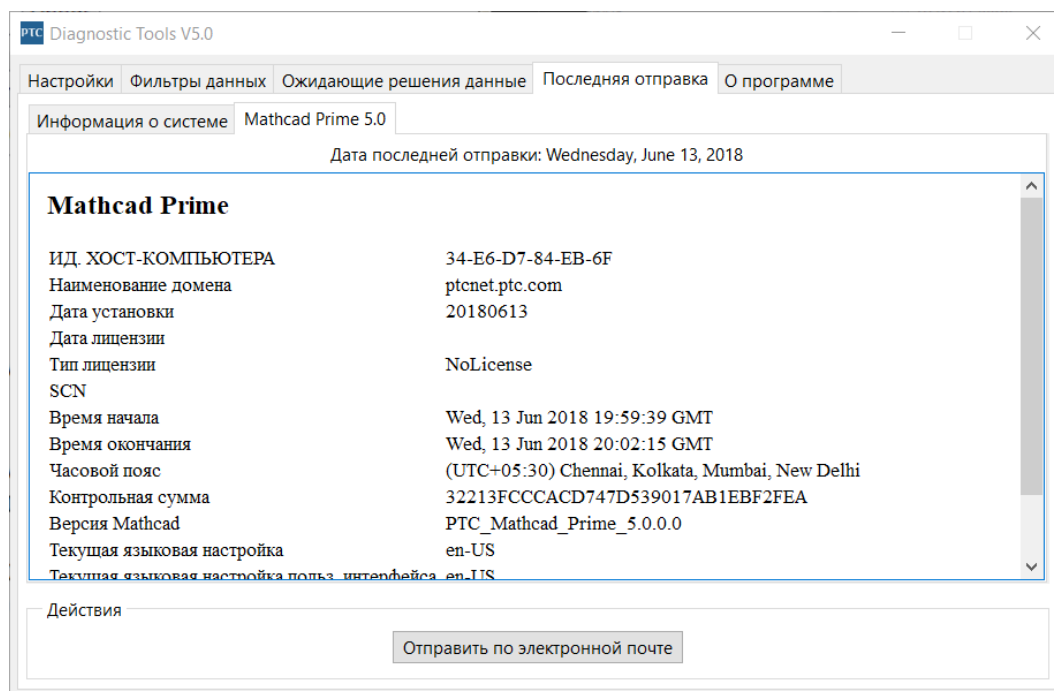 PTC Diagnostic Tools V5.0
Настройки Фильтры данных Ожидающие решения данные Последняя отправка О программе
Информация о системе Mathcad Prime 5.0
Дата последней отправки: Wednesday, June 13, 2018
Mathcad Prime
ИД. ХОСТ-КОМПЬЮТЕРА 34-E6-D7-84-EB-6F
Наименование домена ptcnet.ptc.com
Дата установки 20180613
Дата лицензии
Тип лицензии NoLicense
SCN
Время начала Wed, 13 Jun 2018 19:59:39 GMT
Время окончания Wed, 13 Jun 2018 20:02:15 GMT
Часовой пояс (UTC+05:30) Chennai, Kolkata, Mumbai, New Delhi
Контрольная сумма 32213FCCCACD747D539017AB1EBF2FEA
Версия Mathcad PTC_Mathcad_Prime_5.0.0.0
Текущая языковая настройка en-US
Текущая языковая настройка польз. интерфейса en-US
Действия
Отправить по электронной почте